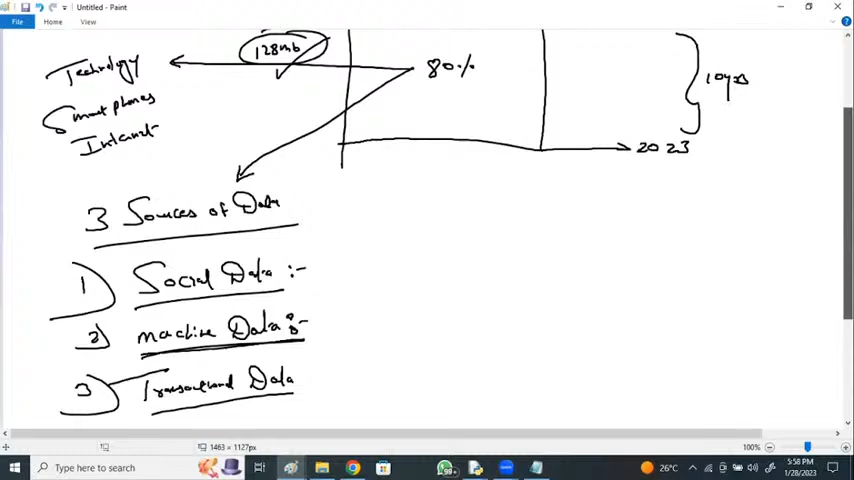 Untitled - Paint
File
Home
View
128mb
Technology
80%
10yrs
Smart phones
Internet
2023
3 Sources of Data
1) Social Data :-
2) machine Data :-
3) Transactional Data
1463 × 1127px
100%
Type here to search
99+
26°C
5:58 PM
1/28/2023